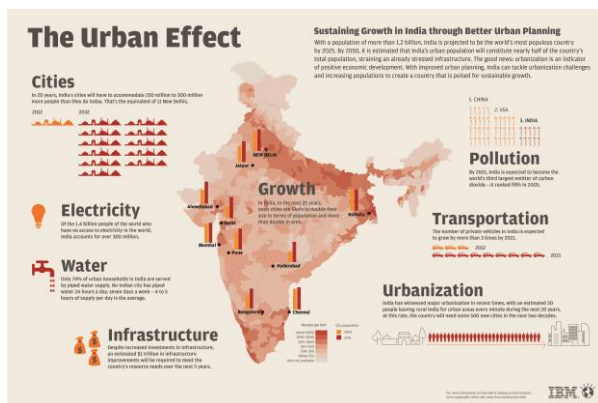 The Urban Effect
Sustaining Growth in India through Better Urban Planning
With a population of more than 1.2 billion, India is projected to be the world's most populous country
by 2025. By 2050, it is estimated that India's urban population will constitute nearly half of the country's
total population, straining an already stressed infrastructure. The good news: urbanization is an indicator
of positive economic development. With improved urban planning, India can tackle urbanization challenges
and increasing populations to create a country that is poised for sustainable growth.
Cities
In 20 years, India's cities will have to accommodate 250 million to 300 million
more people than they do today. That's the equivalent of 11 New Delhis.
2012 2032
1. CHINA
2. USA
3. INDIA
Pollution
By 2015, India is expected to become the
world's third largest emitter of carbon
dioxide—it ranked fifth in 2005.
NEW DELHI
Jaipur
Growth
In India, in the next 25 years,
most cities are likely to double their
size in terms of population and more
than double in area.
Ahmedabad
Surat
Mumbai
Pune
Kolkata
Hyderabad
Bangalore
Chennai
Electricity
Of the 1.4 billion people of the world who
have no access to electricity in the world,
India accounts for over 300 million.
Transportation
The number of private vehicles in India is expected
to grow by more than 3 times by 2021.
2012
2021
Water
Only 74% of urban households in India are served
by piped water supply. No Indian city has piped
water 24 hours a day, seven days a week—4 to 5
hours of supply per day is the average.
Urbanization
India has witnessed major urbanization in recent times, with an estimated 30
people leaving rural India for urban areas every minute during the next 20 years.
At this rate, the country will need some 500 new cities in the next two decades.
Infrastructure
Despite increased investments in infrastructure,
an estimated $1 trillion in infrastructure
improvements will be required to meet the
country's resource needs over the next 5 years.
IBM